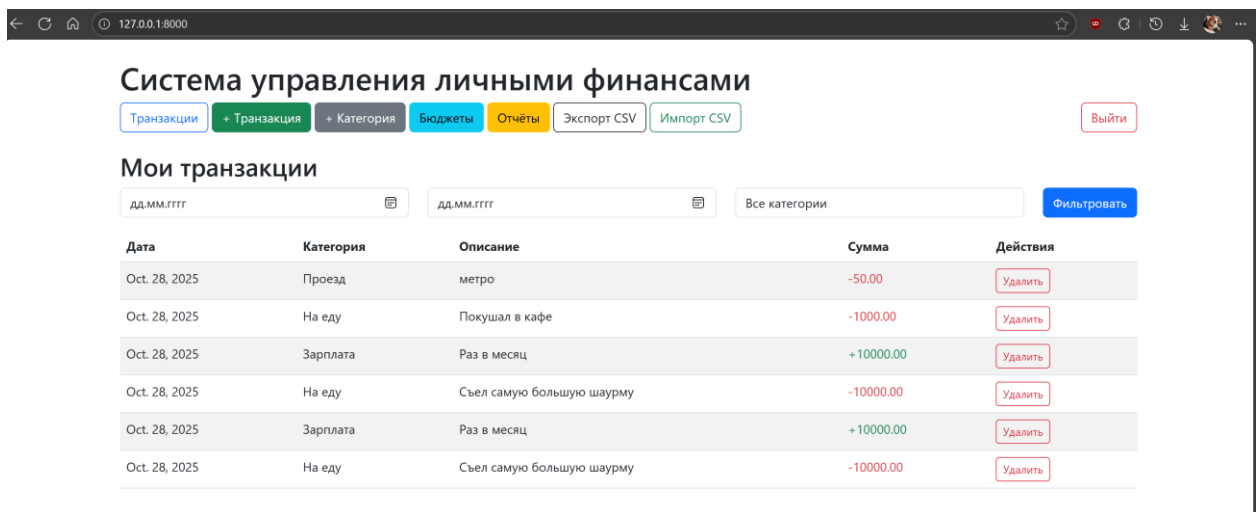 127.0.0.1:8000
Система управления личными финансами
Транзакции + Транзакция + Категория Бюджеты Отчёты Экспорт CSV Импорт CSV Выйти
Мои транзакции
дд.мм.гггг дд.мм.гггг Все категории Фильтровать
Дата Категория Описание Сумма Действия
Oct. 28, 2025 Проезд метро -50.00 Удалить
Oct. 28, 2025 На еду Покушал в кафе -1000.00 Удалить
Oct. 28, 2025 Зарплата Раз в месяц +10000.00 Удалить
Oct. 28, 2025 На еду Съел самую большую шаурму -10000.00 Удалить
Oct. 28, 2025 Зарплата Раз в месяц +10000.00 Удалить
Oct. 28, 2025 На еду Съел самую большую шаурму -10000.00 Удалить